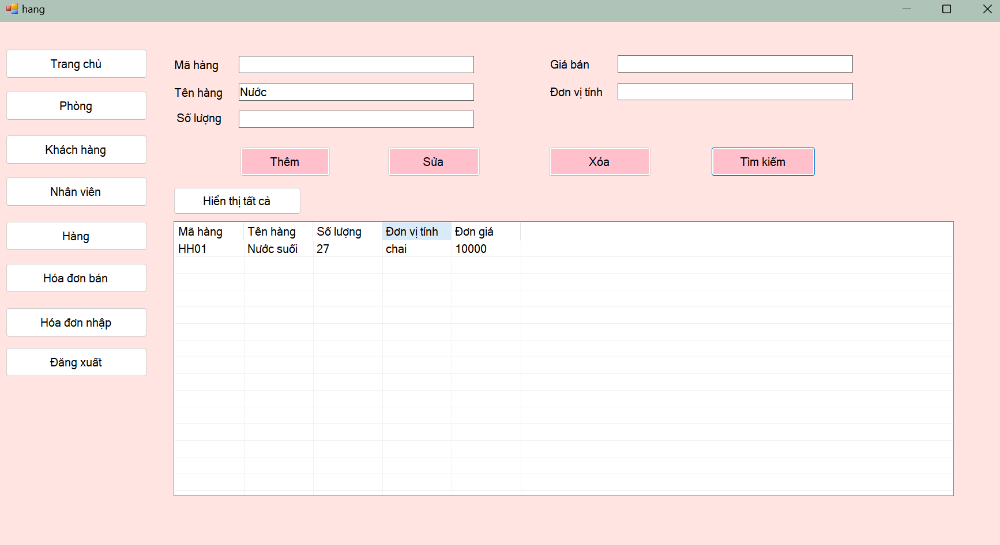 hang
Trang chủ
Phòng
Khách hàng
Nhân viên
Hàng
Hóa đơn bán
Hóa đơn nhập
Đăng xuất
Mã hàng
Giá bán
Tên hàng Nước
Đơn vị tính
Số lượng
Thêm Sửa Xóa Tìm kiếm
Hiển thị tất cả
Mã hàng Tên hàng Số lượng Đơn vị tính Đơn giá
HH01 Nước suối 27 chai 10000